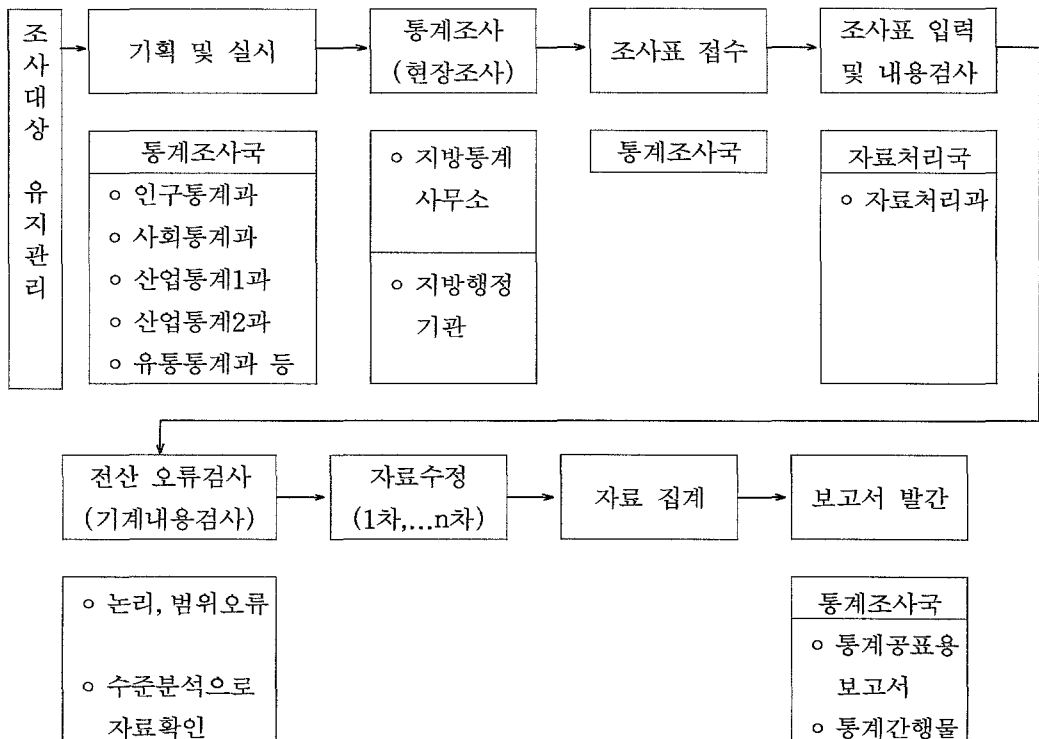 조사대상 유지관리
기획 및 실시
통계조사
(현장조사)
조사표 접수
조사표 입력
및 내용검사
통계조사국
ㅇ 인구통계과
ㅇ 사회통계과
ㅇ 산업통계1과
ㅇ 산업통계2과
ㅇ 유통통계과 등
ㅇ 지방통계
사무소
ㅇ 지방행정
기관
통계조사국
자료처리국
ㅇ 자료처리과
전산 오류검사
(기계내용검사)
자료수정
(1차,...n차)
자료 집계
보고서 발간
ㅇ 논리, 범위오류
ㅇ 수준분석으로
자료확인
통계조사국
ㅇ 통계공표용
보고서
ㅇ 통계간행물